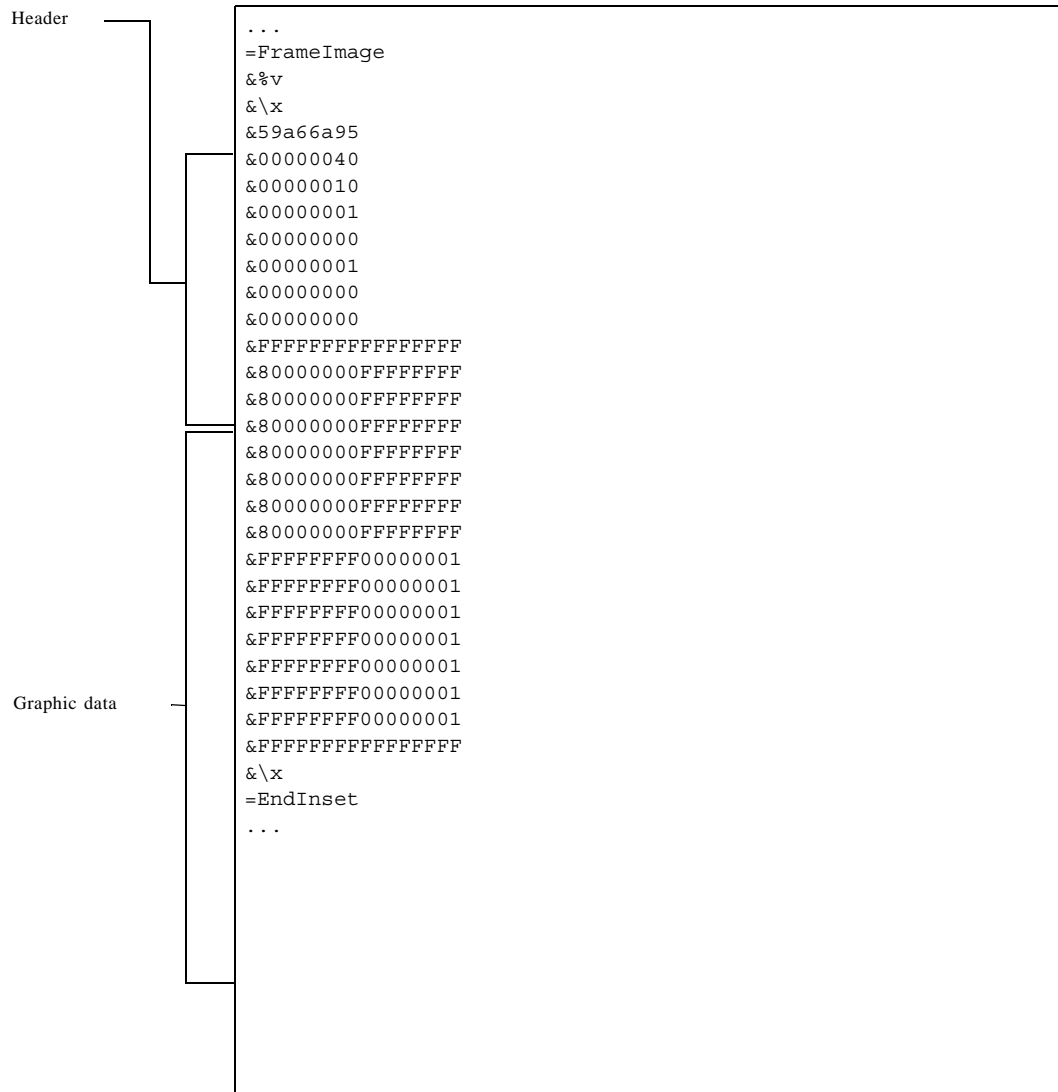 Header
...
=FrameImage
&%v
&\x
&59a66a95
&00000040
&00000010
&00000001
&00000000
&00000001
&00000000
&00000000
&FFFFFFFFFFFFFFFF
&80000000FFFFFFFF
&80000000FFFFFFFF
&80000000FFFFFFFF
&80000000FFFFFFFF
&80000000FFFFFFFF
&80000000FFFFFFFF
&80000000FFFFFFFF
&FFFFFFFF00000001
&FFFFFFFF00000001
&FFFFFFFF00000001
&FFFFFFFF00000001
&FFFFFFFF00000001
&FFFFFFFF00000001
Graphic data
&FFFFFFFF00000001
&FFFFFFFFFFFFFFFF
&\x
=EndInset
...